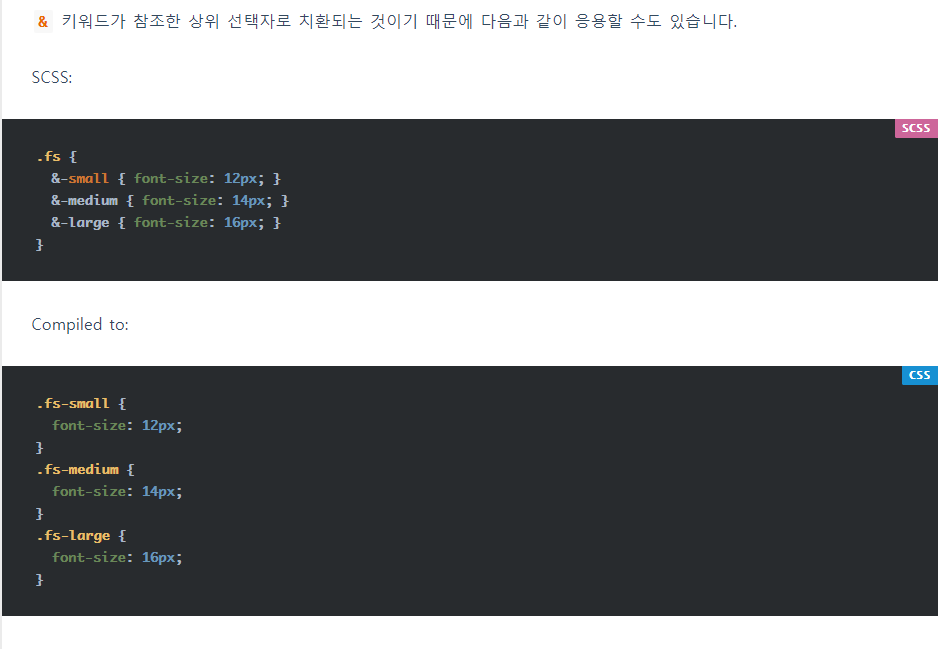 & 키워드가 참조한 상위 선택자로 치환되는 것이기 때문에 다음과 같이 응용할 수도 있습니다.
SCSS:
SCSS
.fs {
  &-small { font-size: 12px; }
  &-medium { font-size: 14px; }
  &-large { font-size: 16px; }
}
Compiled to:
CSS
.fs-small {
  font-size: 12px;
}
.fs-medium {
  font-size: 14px;
}
.fs-large {
  font-size: 16px;
}